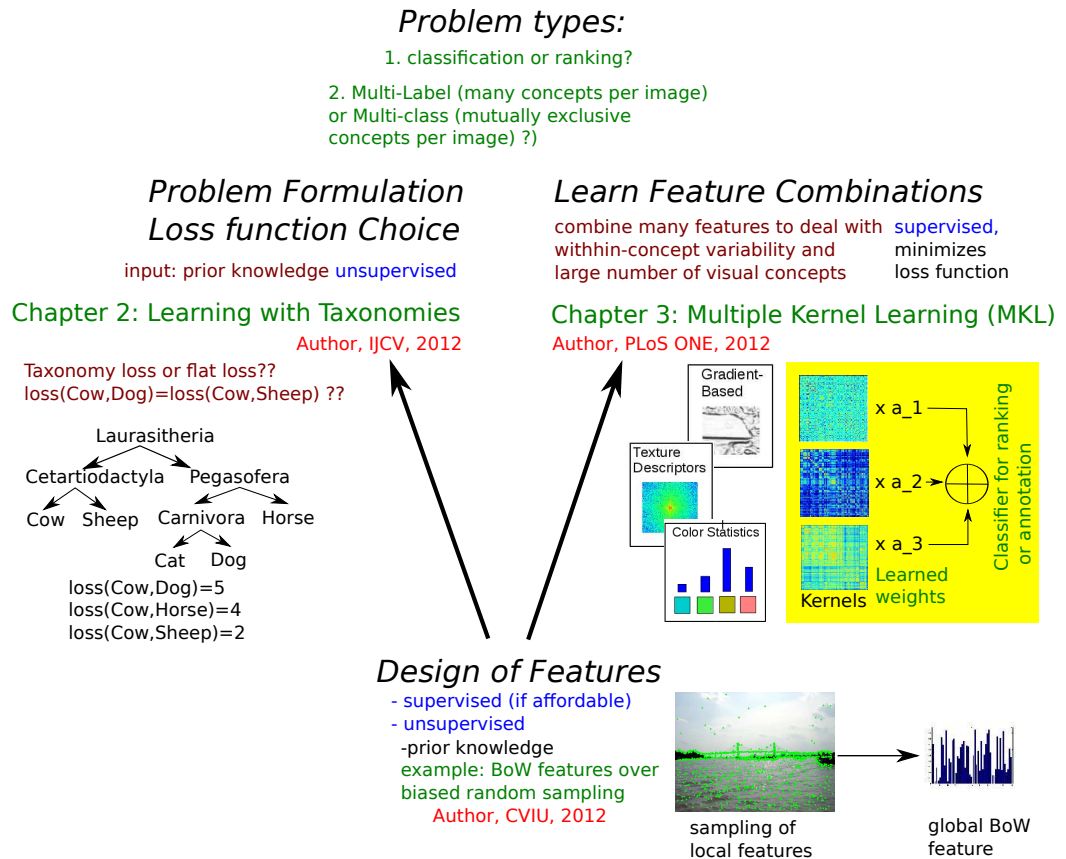 Problem types:
1. classification or ranking?
2. Multi-Label (many concepts per image)
or Multi-class (mutually exclusive
concepts per image) ?)
Problem Formulation
Loss function Choice
input: prior knowledge unsupervised
Chapter 2: Learning with Taxonomies
Author, IJCV, 2012
Taxonomy loss or flat loss??
loss(Cow,Dog)=loss(Cow,Sheep) ??
Laurasitheria
Cetartiodactyla
Pegasofera
Cow
Sheep
Carnivora
Horse
Cat
Dog
loss(Cow,Dog)=5
loss(Cow,Horse)=4
loss(Cow,Sheep)=2
Learn Feature Combinations
combine many features to deal with
withhin-concept variability and
large number of visual concepts
supervised,
minimizes
loss function
Chapter 3: Multiple Kernel Learning (MKL)
Author, PLoS ONE, 2012
Gradient-
Based
Texture
Descriptors
Color Statistics
x a_1
x a_2
x a_3
Kernels
Learned
weights
Classifier for ranking
or annotation
Design of Features
- supervised (if affordable)
- unsupervised
-prior knowledge
example: BoW features over
biased random sampling
Author, CVIU, 2012
sampling of
local features
global BoW
feature